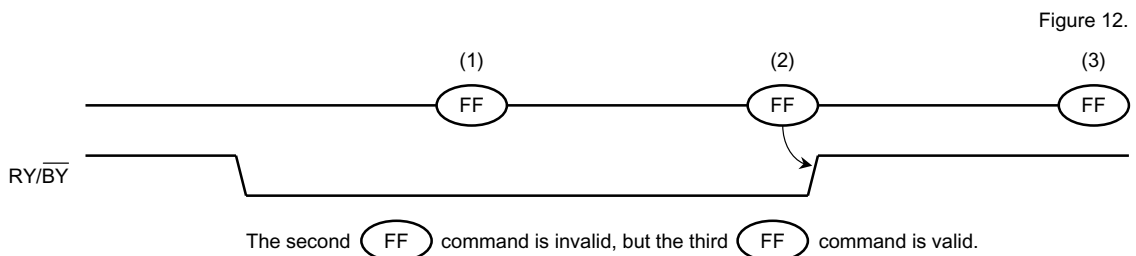 Figure 12.
(1) (2) (3)
FF FF FF
RY/B̅Y̅
The second FF command is invalid, but the third FF command is valid.